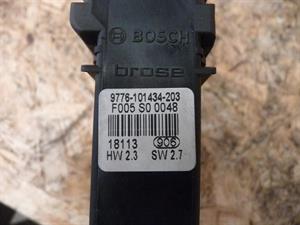 BOSCH
brose
9776-101434-203
F005 S0 0048
18113 906
HW 2.3 SW 2.7